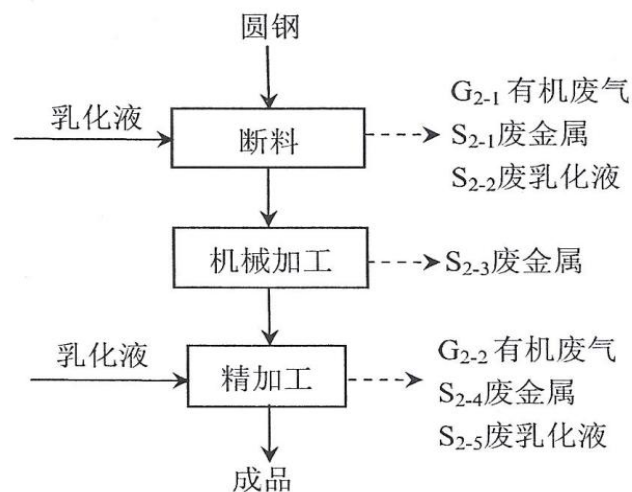 圆钢
乳化液
断料
G₂₋₁有机废气
S₂₋₁废金属
S₂₋₂废乳化液
机械加工
S₂₋₃废金属
乳化液
精加工
G₂₋₂有机废气
S₂₋₄废金属
S₂₋₅废乳化液
成品